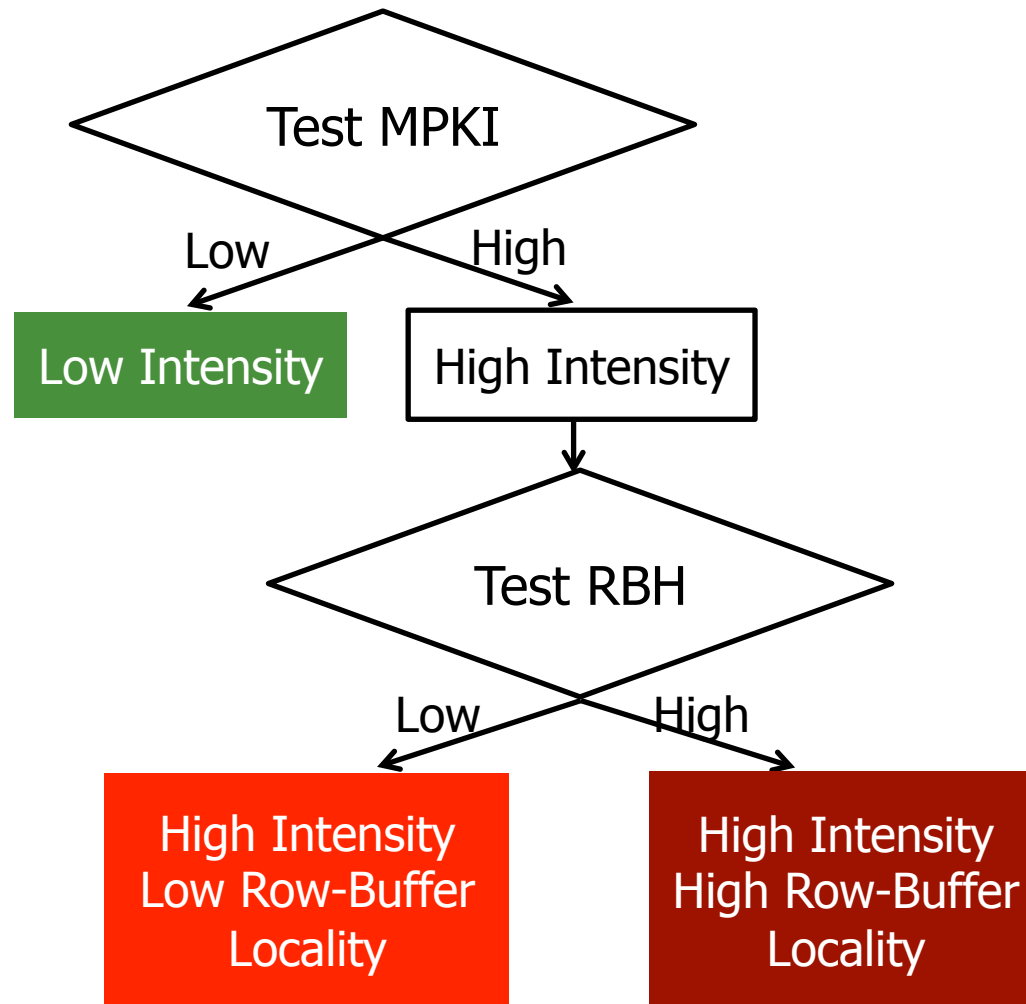 Test MPKI
Low
High
Low Intensity
High Intensity
Test RBH
Low
High
High Intensity
Low Row-Buffer
Locality
High Intensity
High Row-Buffer
Locality